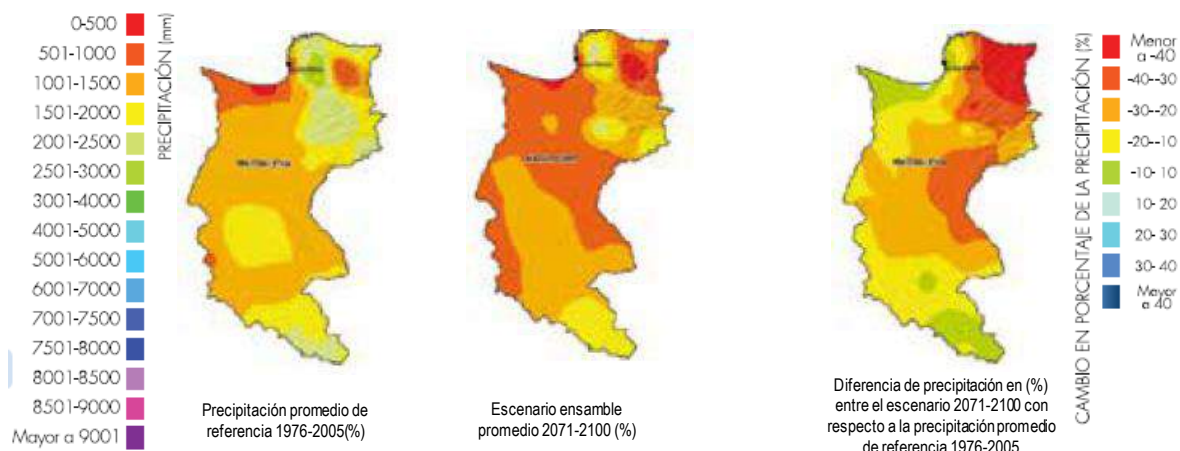 0-500
501-1000
1001-1500
1501-2000
2001-2500
2501-3000
3001-4000
4001-5000
5001-6000
6001-7000
7001-7500
7501-8000
8001-8500
8501-9000
Mayor a 9001
PRECIPITACIÓN (mm)
Precipitación promedio de
referencia 1976-2005(%)
Escenario ensamble
promedio 2071-2100 (%)
Diferencia de precipitación en (%)
entre el escenario 2071-2100 con
respecto a la precipitación promedio
de referencia 1976-2005
CAMBIO EN PORCENTAJE DE LA PRECIPITACIÓN (%)
Menor
a -40
-40--30
-30--20
-20--10
-10- 10
10- 20
20- 30
30- 40
Mayor
a 40